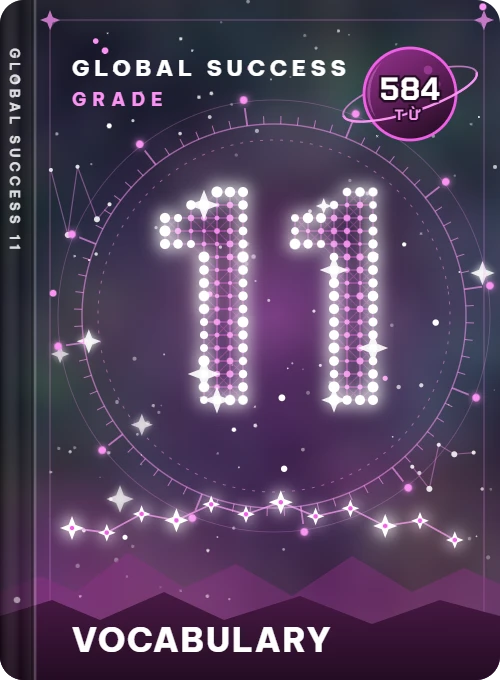 GLOBAL SUCCESS 11
GLOBAL SUCCESS
GRADE
584
TỪ
11
VOCABULARY